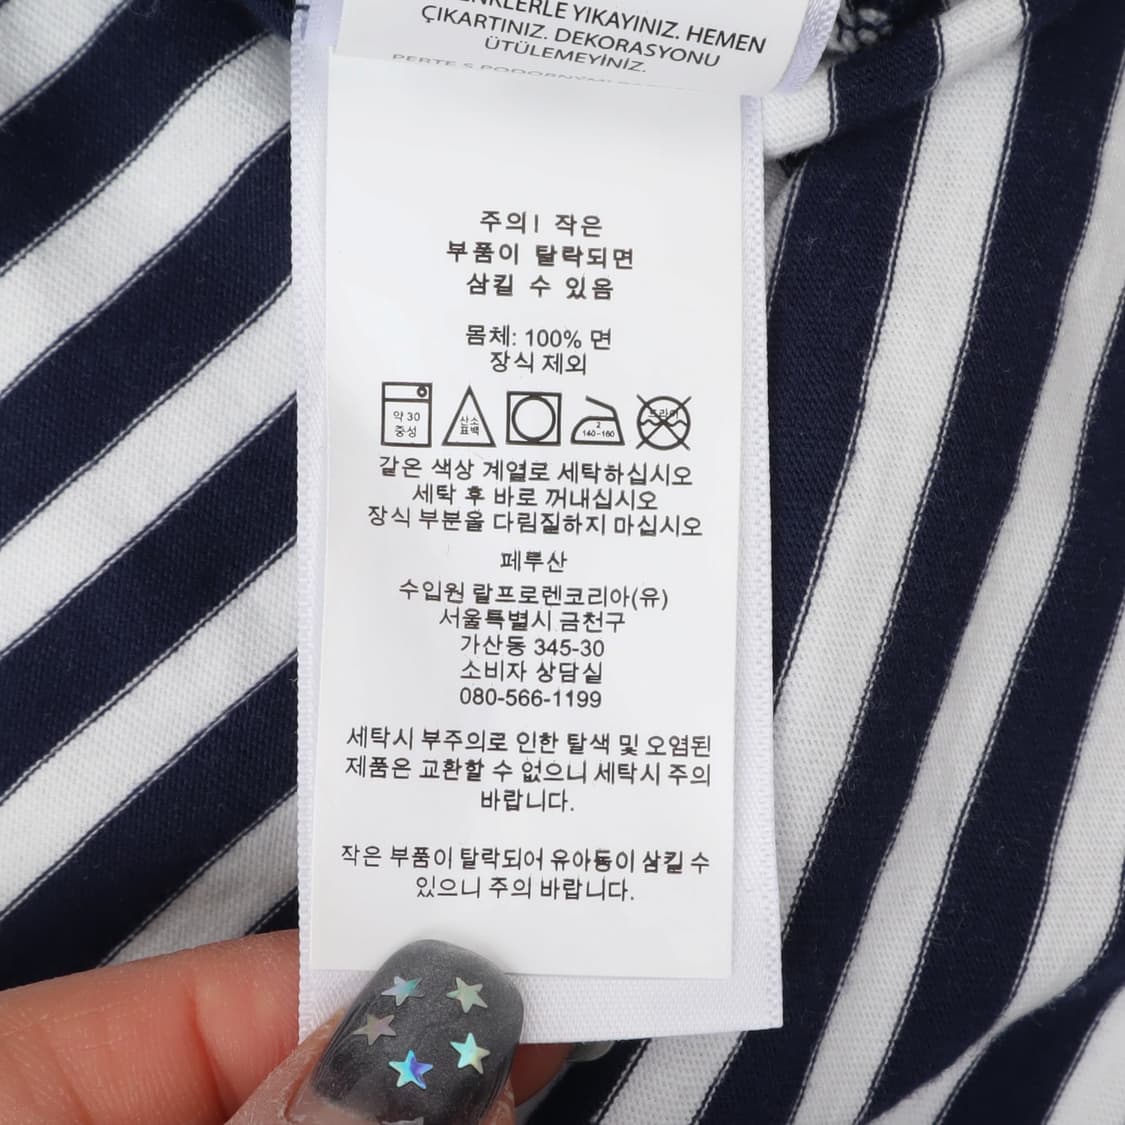 YIKAYINIZ. HEMEN
ÇIKARTINIZ. DEKORASYONU
ÜTÜLEMEYİNİZ.
주의! 작은
부품이 탈락되면
삼킬 수 있음
몸체: 100% 면
장식 제외
약 30
중성
산소
표백
2
140-160
드라이
같은 색상 계열로 세탁하십시오
세탁 후 바로 꺼내십시오
장식 부분을 다림질하지 마십시오
페루산
수입원 랄프로렌코리아(유)
서울특별시 금천구
가산동 345-30
소비자 상담실
080-566-1199
세탁시 부주의로 인한 탈색 및 오염된
제품은 교환할 수 없으니 세탁시 주의
바랍니다.
작은 부품이 탈락되어 유아동이 삼킬 수
있으니 주의 바랍니다.